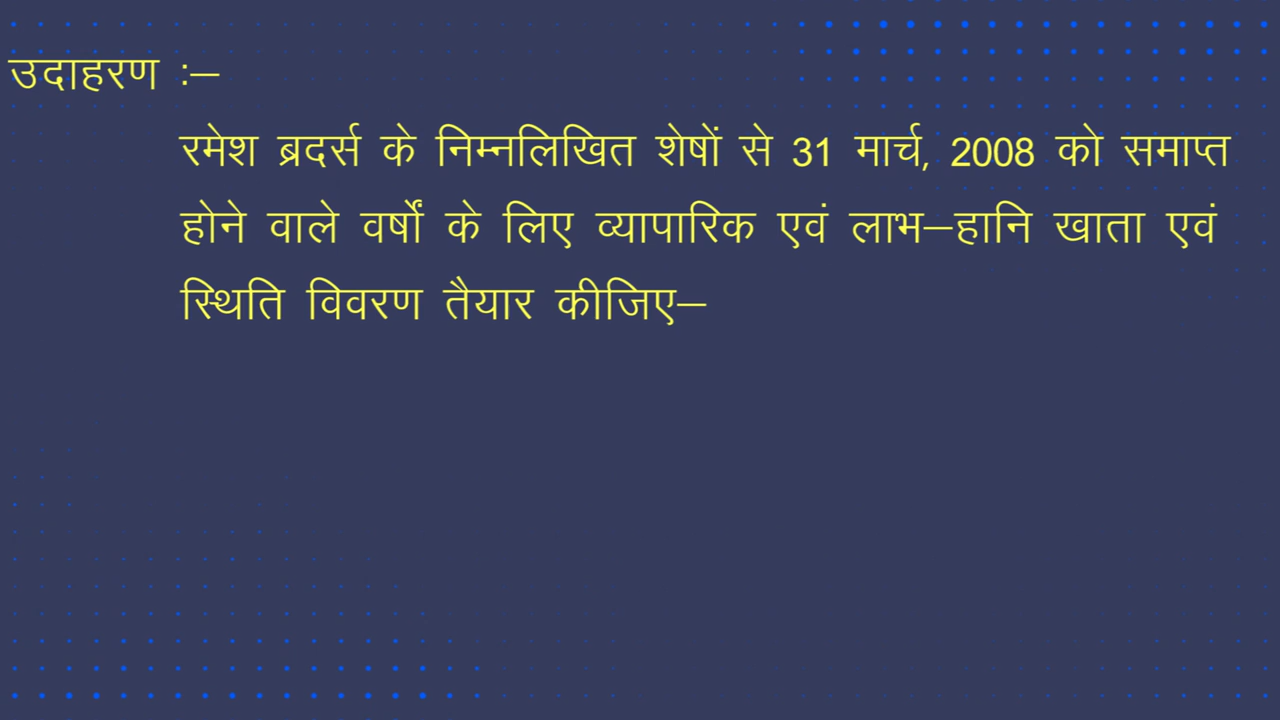 उदाहरण :–
रमेश ब्रदर्स के निम्नलिखित शेषों से 31 मार्च, 2008 को समाप्त
होने वाले वर्षों के लिए व्यापारिक एवं लाभ–हानि खाता एवं
स्थिति विवरण तैयार कीजिए–